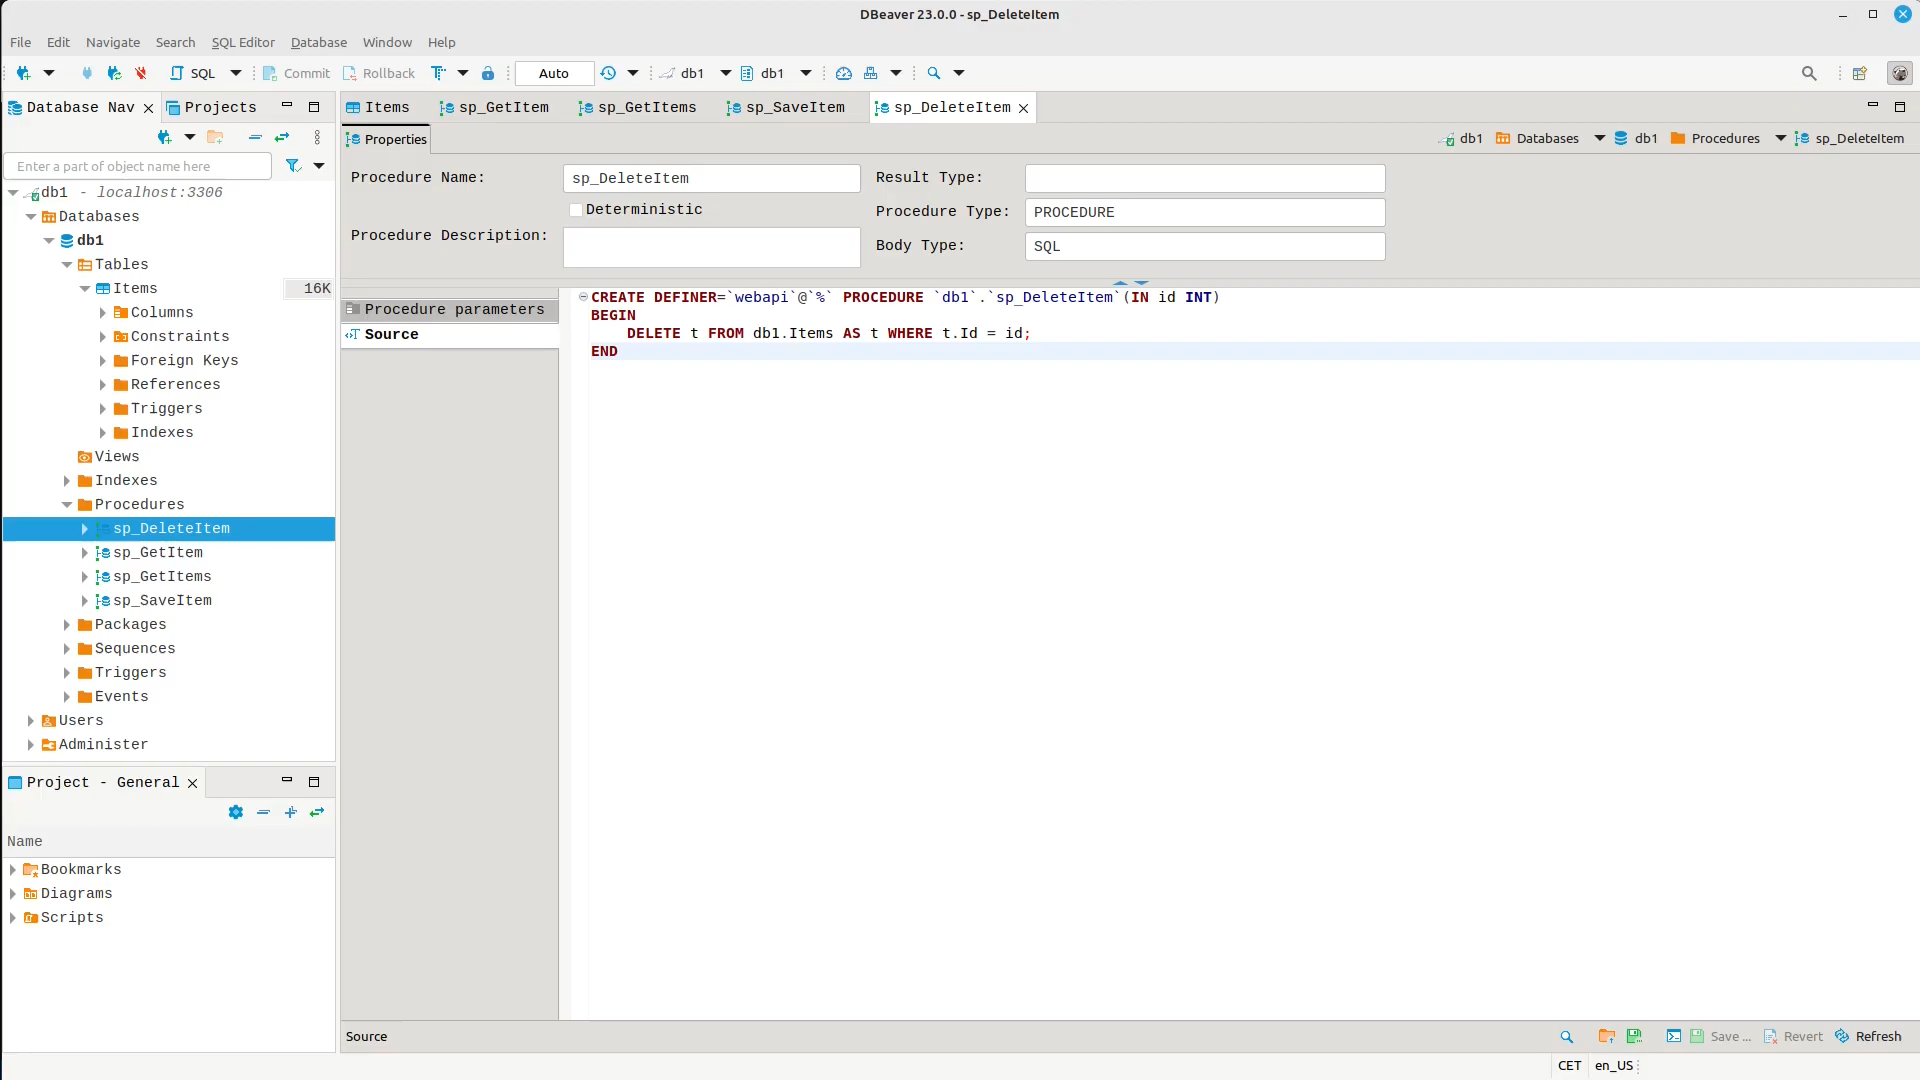 DBeaver 23.0.0 - sp_DeleteItem
File Edit Navigate Search SQL Editor Database Window Help
SQL Commit Rollback Auto db1 db1
Database Nav Projects
Enter a part of object name here
db1 - localhost:3306
Databases
db1
Tables
Items 16K
Columns
Constraints
Foreign Keys
References
Triggers
Indexes
Views
Indexes
Procedures
sp_DeleteItem
sp_GetItem
sp_GetItems
sp_SaveItem
Packages
Sequences
Triggers
Events
Users
Administer
Project - General
Name
Bookmarks
Diagrams
Scripts
Items sp_GetItem sp_GetItems sp_SaveItem sp_DeleteItem
Properties db1 Databases db1 Procedures sp_DeleteItem
Procedure Name: sp_DeleteItem Result Type:
Deterministic Procedure Type: PROCEDURE
Procedure Description: Body Type: SQL
Procedure parameters
Source
CREATE DEFINER=`webapi`@`%` PROCEDURE `db1`.`sp_DeleteItem`(IN id INT)
BEGIN
DELETE t FROM db1.Items AS t WHERE t.Id = id;
END
Source Save ... Revert Refresh
CET en_US